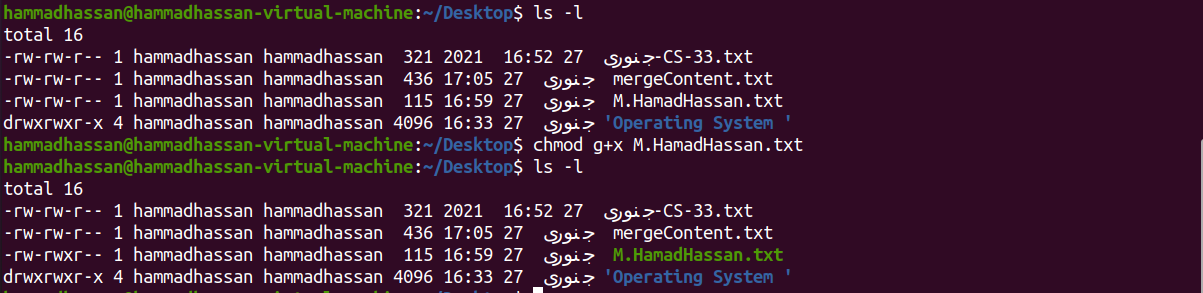 hammadhassan@hammadhassan-virtual-machine:~/Desktop$ ls -l
total 16
-rw-rw-r-- 1 hammadhassan hammadhassan  321 2021  16:52 27  جنوری-CS-33.txt
-rw-rw-r-- 1 hammadhassan hammadhassan  436 17:05 27  جنوری  mergeContent.txt
-rw-rw-r-- 1 hammadhassan hammadhassan  115 16:59 27  جنوری  M.HamadHassan.txt
drwxrwxr-x 4 hammadhassan hammadhassan 4096 16:33 27  جنوری 'Operating System '
hammadhassan@hammadhassan-virtual-machine:~/Desktop$ chmod g+x M.HamadHassan.txt
hammadhassan@hammadhassan-virtual-machine:~/Desktop$ ls -l
total 16
-rw-rw-r-- 1 hammadhassan hammadhassan  321 2021  16:52 27  جنوری-CS-33.txt
-rw-rw-r-- 1 hammadhassan hammadhassan  436 17:05 27  جنوری  mergeContent.txt
-rw-rwxr-- 1 hammadhassan hammadhassan  115 16:59 27  جنوری  M.HamadHassan.txt
drwxrwxr-x 4 hammadhassan hammadhassan 4096 16:33 27  جنوری 'Operating System '